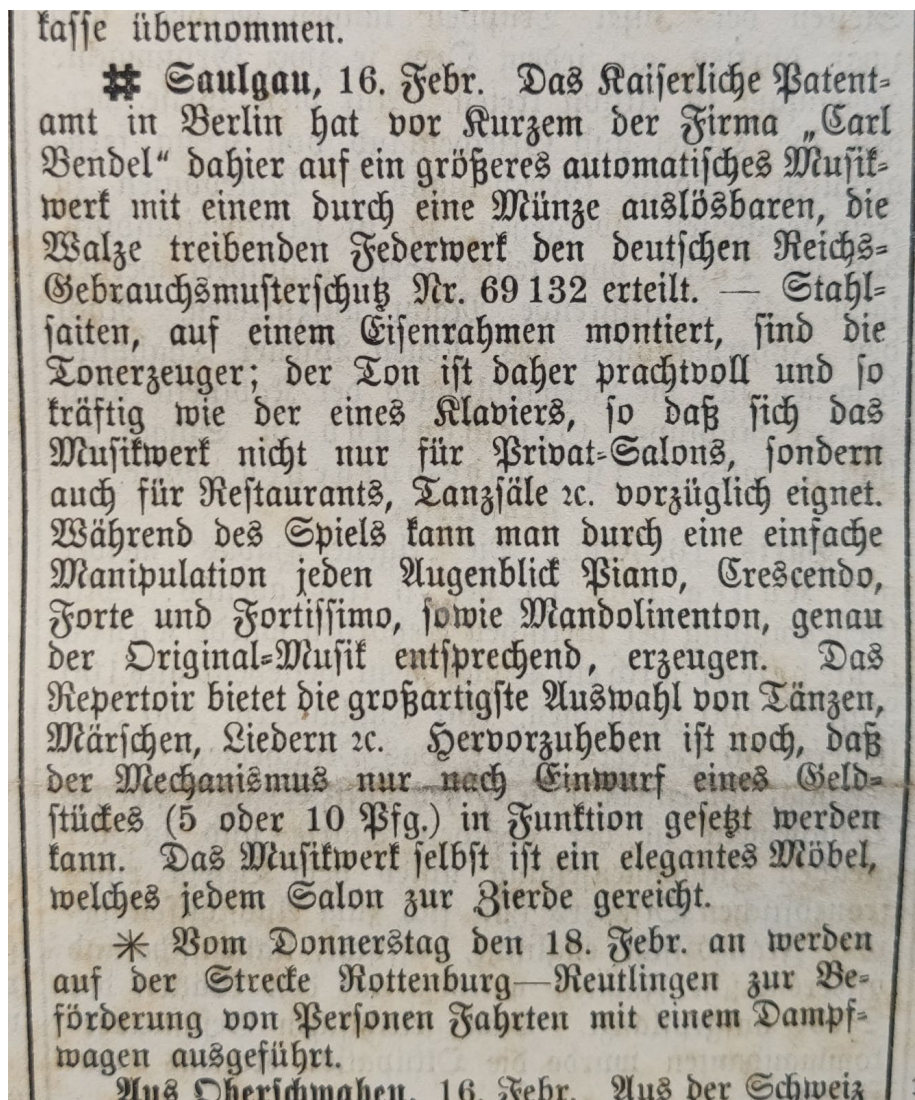 kasse übernommen.
⌗ Saulgau, 16. Febr. Das Kaiserliche Patent-
amt in Berlin hat vor Kurzem der Firma „Carl
Bendel“ dahier auf ein größeres automatisches Musik-
werk mit einem durch eine Münze auslösbaren, die
Walze treibenden Federwerk den deutschen Reichs-
Gebrauchsmusterschutz Nr. 69 132 erteilt. — Stahl-
saiten, auf einem Eisenrahmen montiert, sind die
Tonerzeuger; der Ton ist daher prachtvoll und so
kräftig wie der eines Klaviers, so daß sich das
Musikwerk nicht nur für Privat-Salons, sondern
auch für Restaurants, Tanzsäle ꝛc. vorzüglich eignet.
Während des Spiels kann man durch eine einfache
Manipulation jeden Augenblick Piano, Crescendo,
Forte und Fortissimo, sowie Mandolinenton, genau
der Original-Musik entsprechend, erzeugen. Das
Repertoir bietet die großartigste Auswahl von Tänzen,
Märschen, Liedern ꝛc. Hervorzuheben ist noch, daß
der Mechanismus nur nach Einwurf eines Geld-
stückes (5 oder 10 Pfg.) in Funktion gesetzt werden
kann. Das Musikwerk selbst ist ein elegantes Möbel,
welches jedem Salon zur Zierde gereicht.
✳ Vom Donnerstag den 18. Febr. an werden
auf der Strecke Rottenburg—Reutlingen zur Be-
förderung von Personen Fahrten mit einem Dampf-
wagen ausgeführt.
Aus Oberschwaben, 16. Febr. Aus der Schweiz